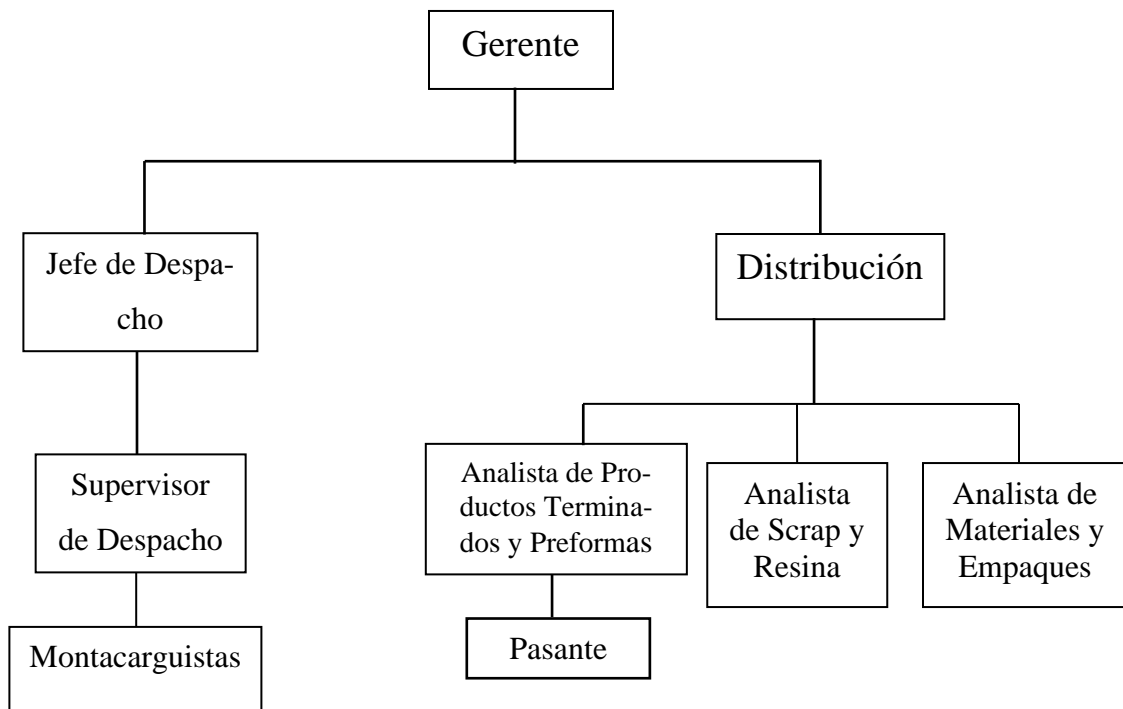 Gerente
Jefe de Despa-
cho
Distribución
Supervisor
de Despacho
Analista de Pro-
ductos Termina-
dos y Preformas
Analista
de Scrap y
Resina
Analista de
Materiales y
Empaques
Montacarguistas
Pasante